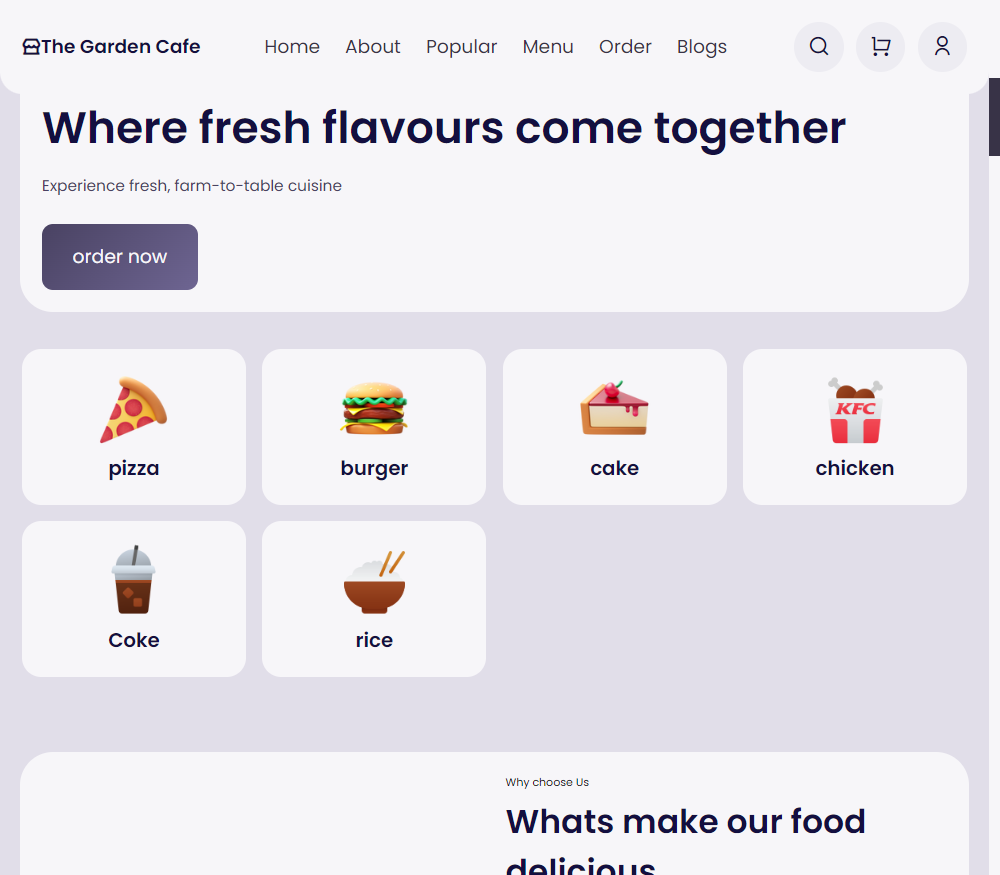 The Garden Cafe Home About Popular Menu Order Blogs
Where fresh flavours come together
Experience fresh, farm-to-table cuisine
order now
KFC
pizza burger cake chicken
Coke rice
Why choose Us
Whats make our food
delicious